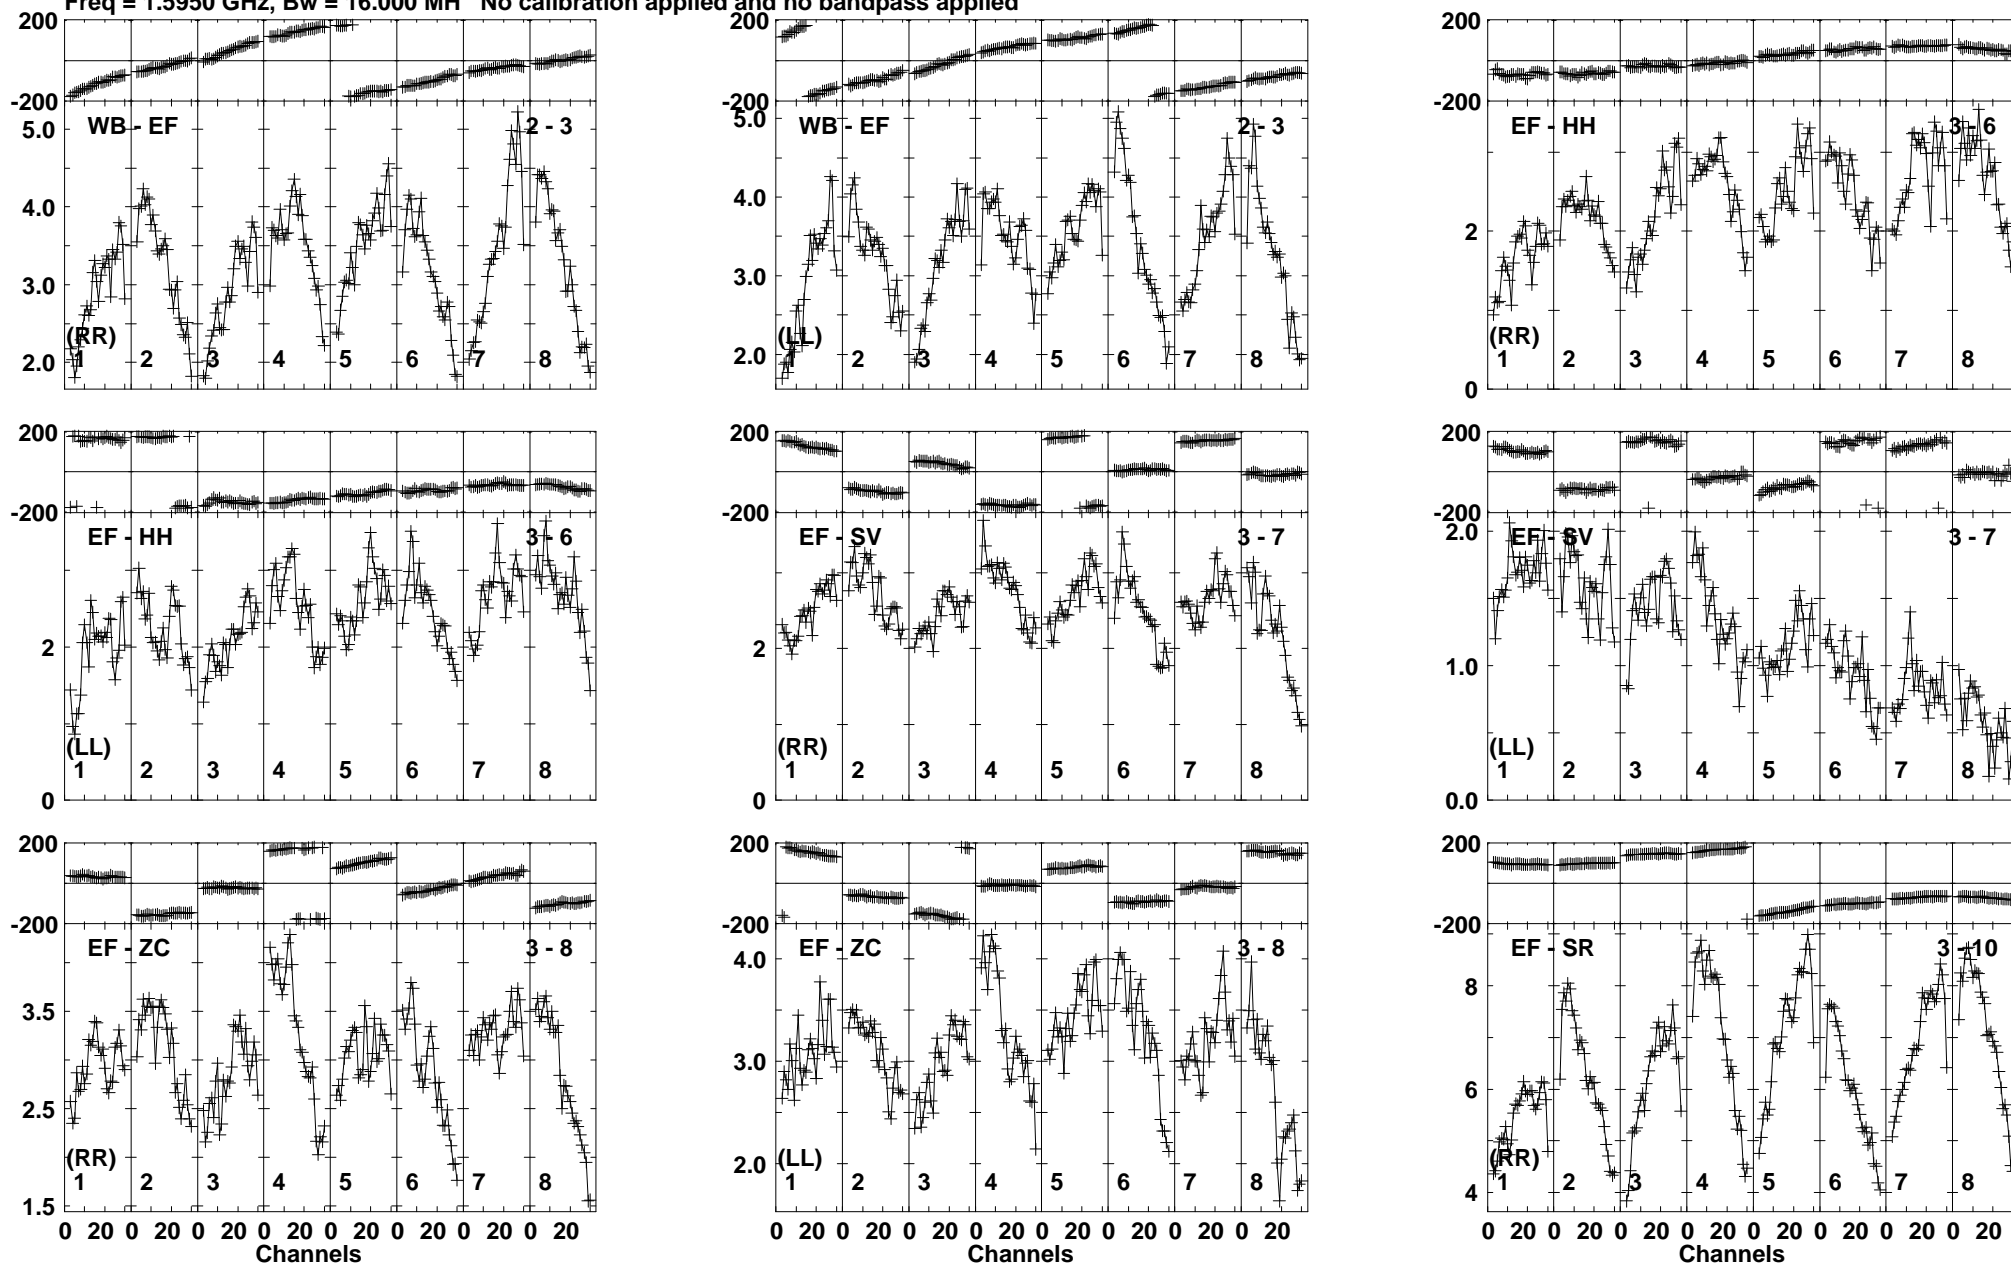 Freq = 1.5950 GHz, Bw = 16.000 MH No calibration applied and no bandpass applied
200 200 200
-200 -200 -200
WB - EF 2 - 3 WB - EF 2 - 3 EF - HH 3 - 6
5.0 5.0
4.0 4.0
3.0 3.0 2
2.0 2.0
(RR) (LL) (RR)
1 2 3 4 5 6 7 8 1 2 3 4 5 6 7 8 1 2 3 4 5 6 7 8
0
200 200 200
-200 -200 -200
EF - HH 3 - 6 EF - SV 3 - 7 EF - SV 3 - 7
2.0
2 2 1.0
(LL) (RR) (LL)
1 2 3 4 5 6 7 8 1 2 3 4 5 6 7 8 1 2 3 4 5 6 7 8
0 0 0.0
200 200 200
-200 -200 -200
EF - ZC 3 - 8 EF - ZC 3 - 8 EF - SR 3 - 10
4.0 8
3.5 3.0 6
2.5
(RR) (LL) (RR)
2.0
1 2 3 4 5 6 7 8 1 2 3 4 5 6 7 8 1 2 3 4 5 6 7 8
1.5 4
0 20 0 20 0 20 0 20 0 20 0 20 0 20 0 20 0 20 0 20 0 20 0 20 0 20 0 20 0 20 0 20 0 20 0 20 0 20 0 20 0 20 0 20 0 20 0 20
Channels Channels Channels